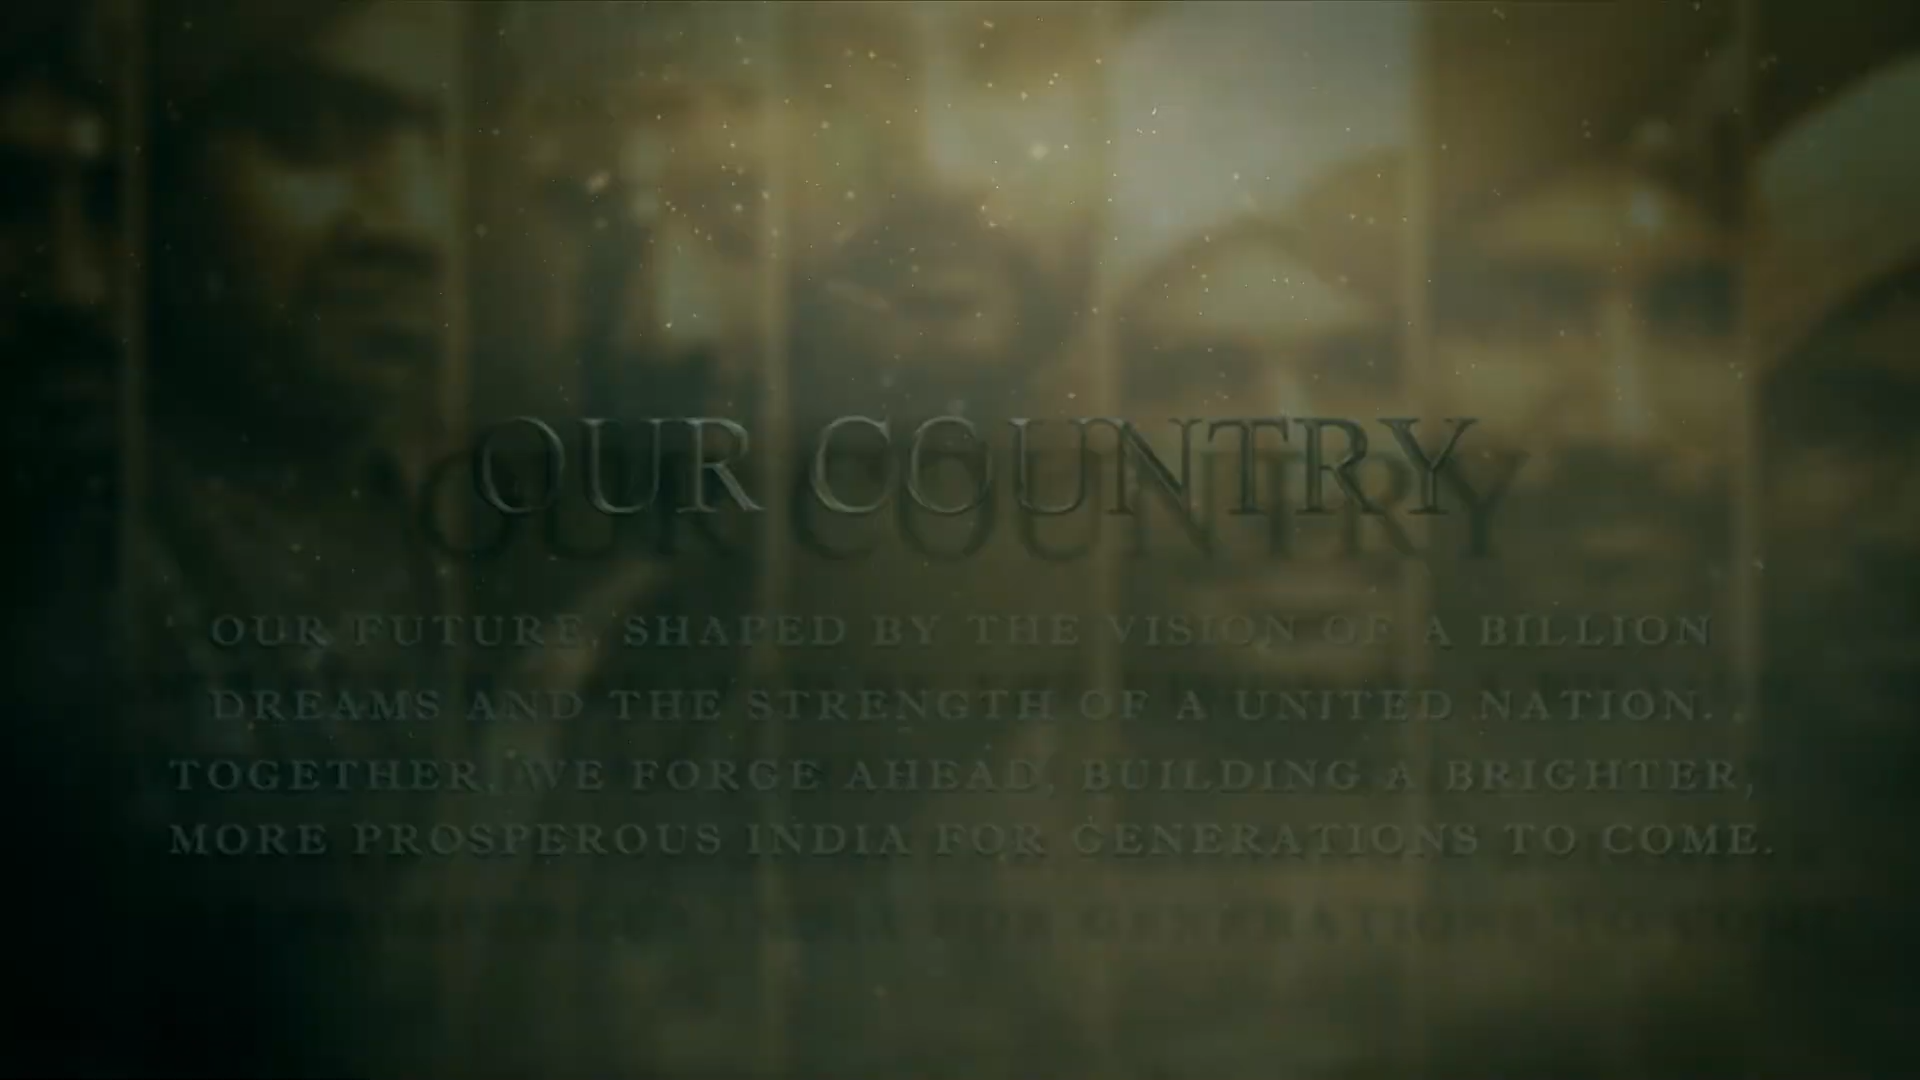 OUR COUNTRY
OUR FUTURE, SHAPED BY THE VISION OF A BILLION
DREAMS AND THE STRENGTH OF A UNITED NATION.
TOGETHER, WE FORGE AHEAD, BUILDING A BRIGHTER,
MORE PROSPEROUS INDIA FOR GENERATIONS TO COME.